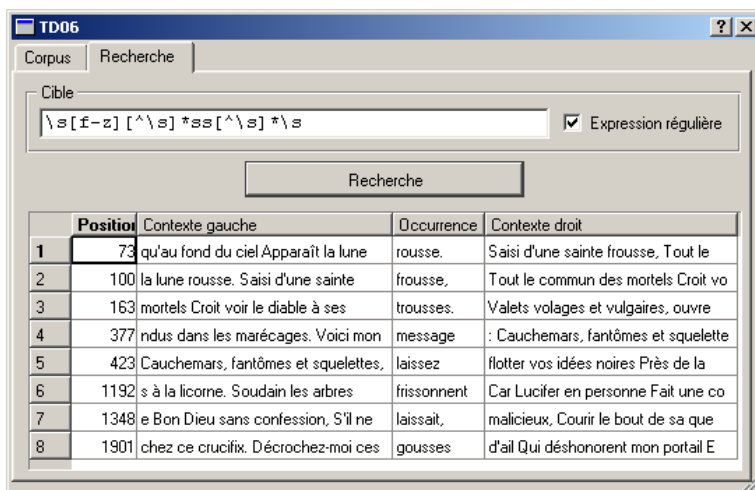 TD06
Corpus Recherche
Cible
\s[f-z][^\s]*ss[^\s]*\s Expression régulière
Recherche
Position Contexte gauche Occurrence Contexte droit
1 73 qu'au fond du ciel Apparaît la lune rousse. Saisi d'une sainte frousse, Tout le
2 100 la lune rousse. Saisi d'une sainte frousse, Tout le commun des mortels Croit vo
3 163 mortels Croit voir le diable à ses trousses. Valets volages et vulgaires, ouvre
4 377 ndus dans les marécages. Voici mon message : Cauchemars, fantômes et squelette
5 423 Cauchemars, fantômes et squelettes, laissez flotter vos idées noires Près de la
6 1192 s à la licorne. Soudain les arbres frissonnent Car Lucifer en personne Fait une co
7 1348 e Bon Dieu sans confession, S'il ne laissait, malicieux, Courir le bout de sa que
8 1901 chez ce crucifix. Décrochez-moi ces gousses d'ail Qui déshonorent mon portail E